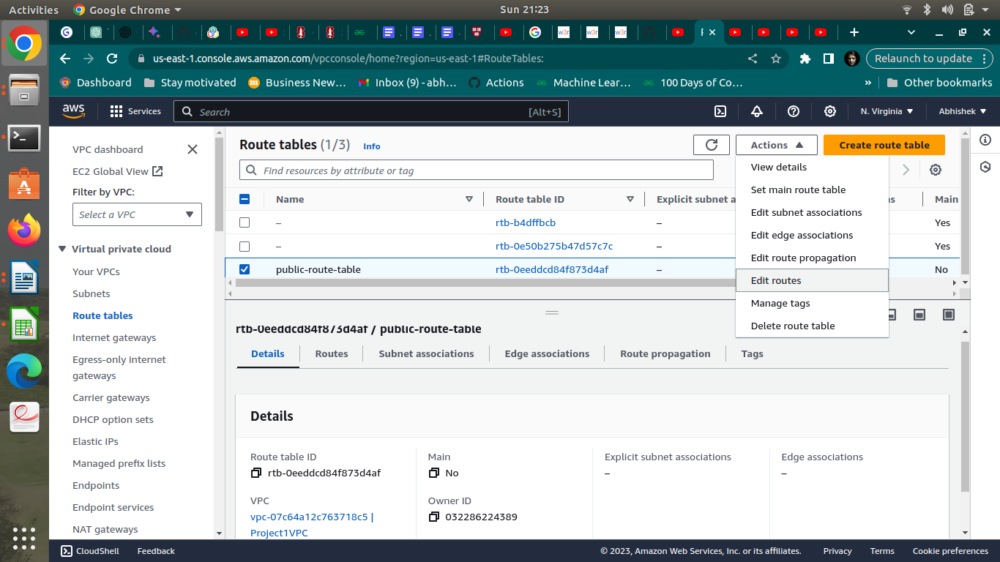 Activities
Google Chrome
Sun 21:23
us-east-1.console.aws.amazon.com/vpcconsole/home?region=us-east-1#RouteTables:
Relaunch to update
Dashboard
Stay motivated
Business New…
Inbox (9) - abh…
Actions
Machine Lear…
100 Days of Co…
»
Other bookmarks
aws
Services
Search
[Alt+S]
N. Virginia
Abhishek
VPC dashboard
EC2 Global View
Filter by VPC:
Select a VPC
Virtual private cloud
Your VPCs
Subnets
Route tables
Internet gateways
Egress-only internet
gateways
Carrier gateways
DHCP option sets
Elastic IPs
Managed prefix lists
Endpoints
Endpoint services
NAT gateways
Route tables (1/3)
Info
Actions
Create route table
Find resources by attribute or tag
View details
Set main route table
Edit subnet associations
Edit edge associations
Edit route propagation
Edit routes
Manage tags
Delete route table
Name
Route table ID
Explicit subnet a
Main
–
rtb-b4dffbcb
–
Yes
–
rtb-0e50b275b47d57c7c
–
Yes
public-route-table
rtb-0eeddcd84f873d4af
–
No
rtb-0eeddcd84f873d4af / public-route-table
Details
Routes
Subnet associations
Edge associations
Route propagation
Tags
Details
Route table ID
rtb-0eeddcd84f873d4af
Main
No
Explicit subnet associations
–
Edge associations
–
VPC
vpc-07c64a12c763718c5 |
Project1VPC
Owner ID
032286224389
CloudShell
Feedback
© 2023, Amazon Web Services, Inc. or its affiliates.
Privacy
Terms
Cookie preferences